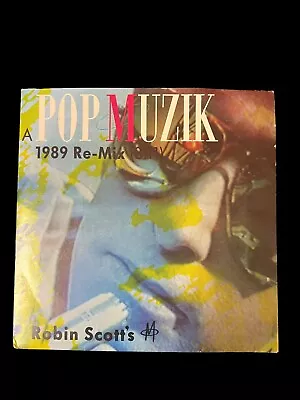 A POP MUZIK
1989 Re-Mix
Robin Scott's M